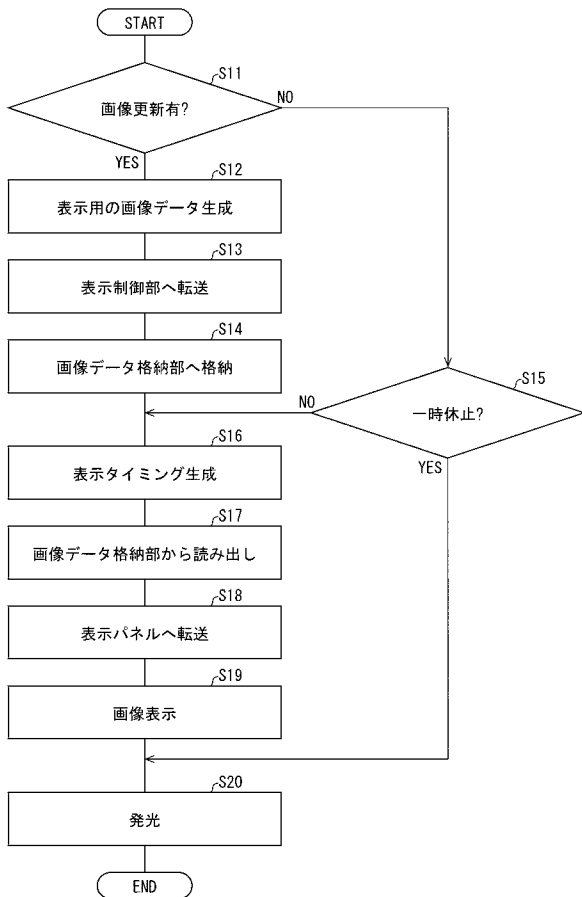 START
S11
画像更新有?
NO
YES
S12
表示用の画像データ生成
S13
表示制御部へ転送
S14
画像データ格納部へ格納
S15
NO
一時休止?
YES
S16
表示タイミング生成
S17
画像データ格納部から読み出し
S18
表示パネルへ転送
S19
画像表示
S20
発光
END